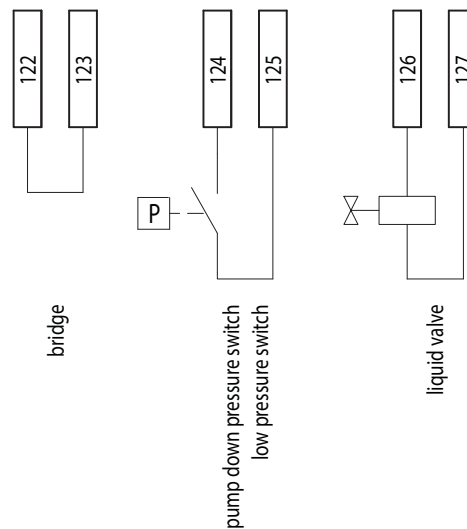 122
123
124
125
126
127
P
bridge
pump down pressure switch
low pressure switch
liquid valve